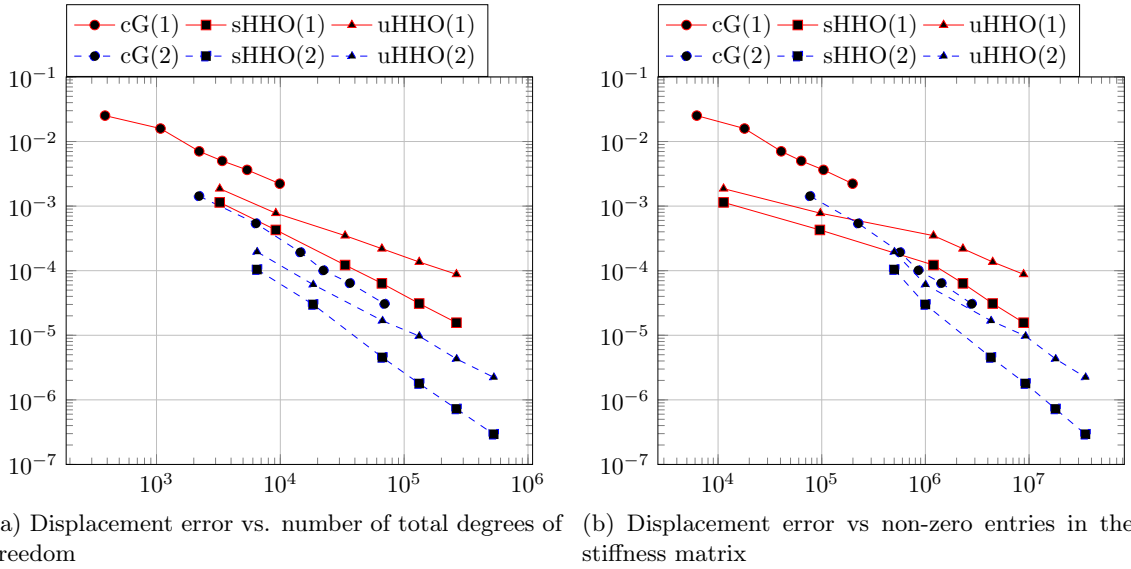 cG(1) sHHO(1) uHHO(1)
cG(2) sHHO(2) uHHO(2)
10^−1
10^−2
10^−3
10^−4
10^−5
10^−6
10^−7
10^3 10^4 10^5 10^6
a) Displacement error vs. number of total degrees of
reedom
cG(1) sHHO(1) uHHO(1)
cG(2) sHHO(2) uHHO(2)
10^−1
10^−2
10^−3
10^−4
10^−5
10^−6
10^−7
10^4 10^5 10^6 10^7
(b) Displacement error vs non-zero entries in the
stiffness matrix